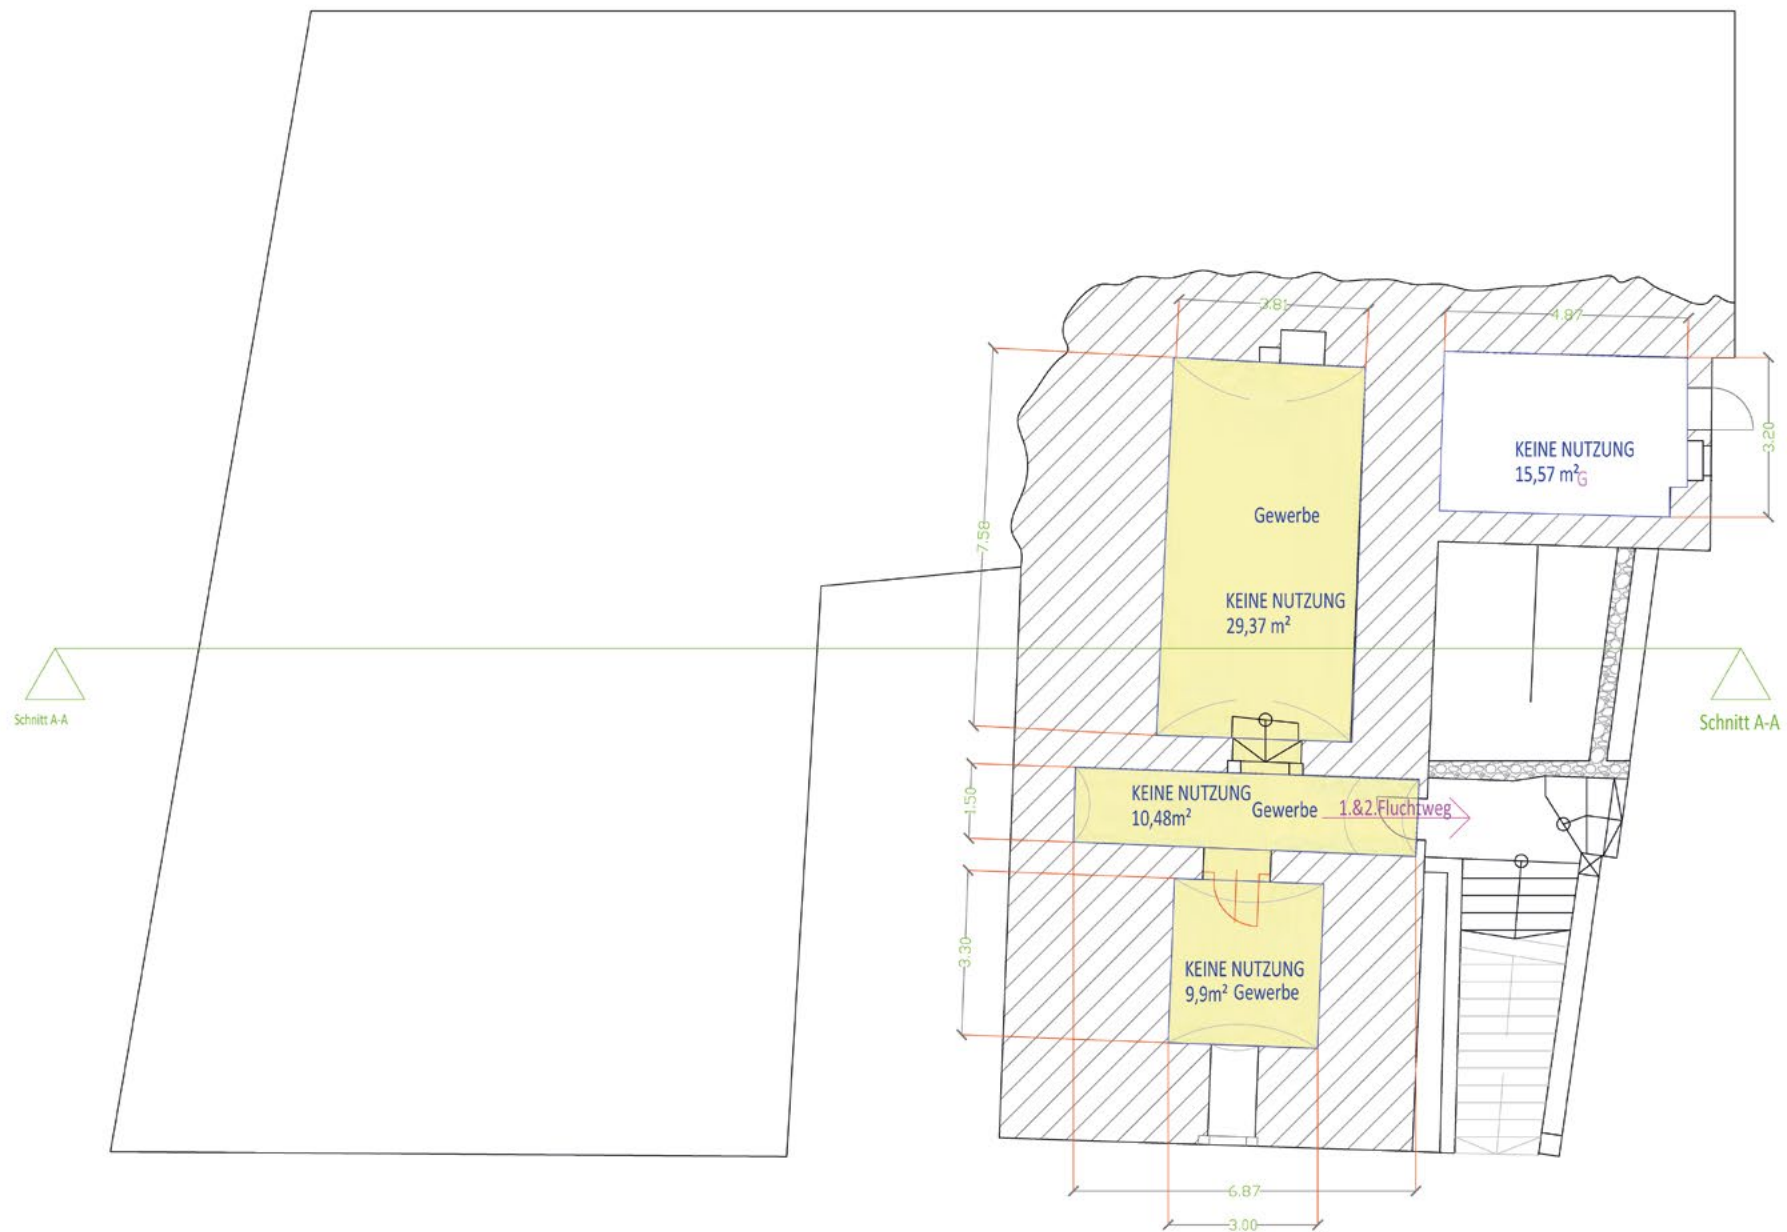 3.81
4.87
7.58
3.20
KEINE NUTZUNG
15,57 m²G
Gewerbe
KEINE NUTZUNG
29,37 m²
Schnitt A-A
Schnitt A-A
1.50
KEINE NUTZUNG
10,48m²
Gewerbe
1.&2.Fluchtweg
3.30
KEINE NUTZUNG
9,9m² Gewerbe
6.87
3.00